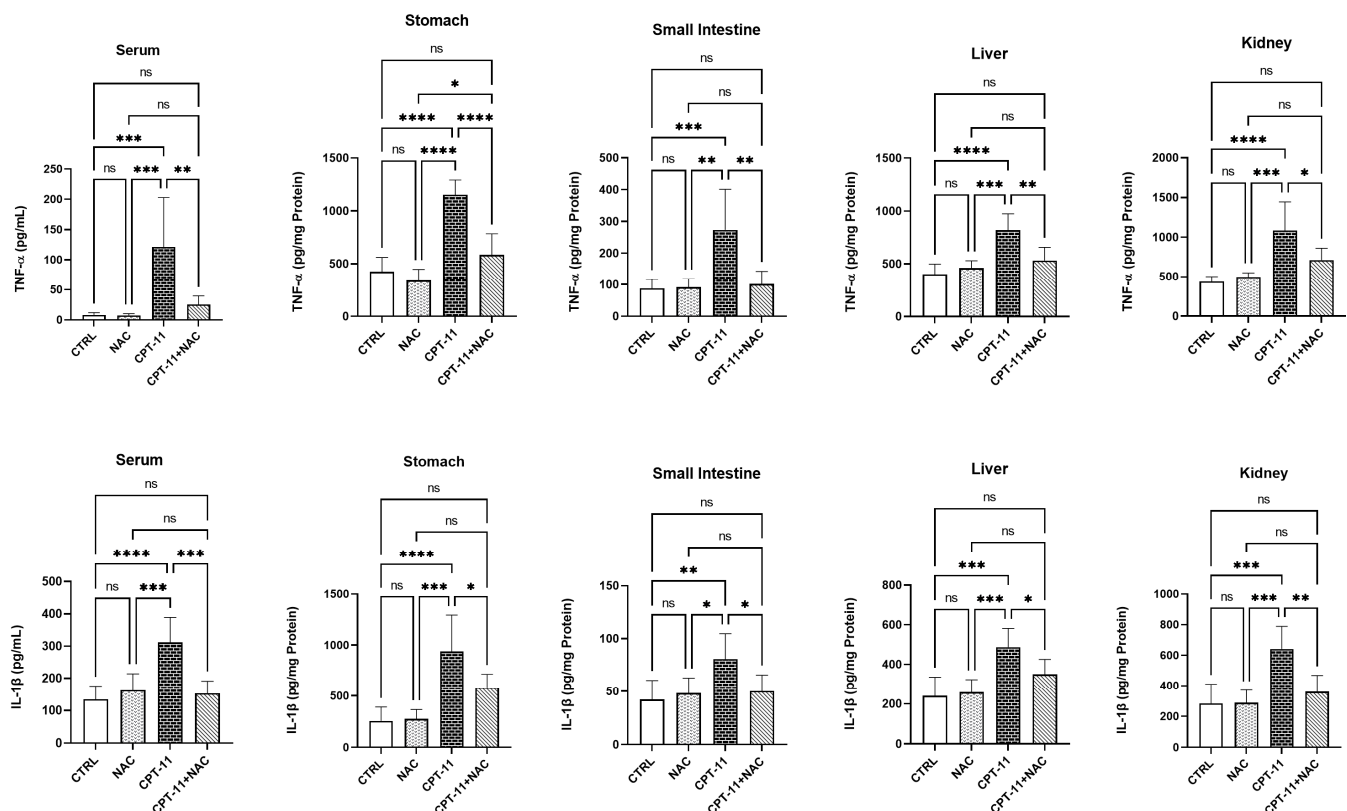 Serum
ns
ns
***
ns
***
**
TNF-α (pg/mL)
250
200
150
100
50
0
CTRL
NAC
CPT-11
CPT-11+NAC
Stomach
ns
*
****
****
ns
****
TNF-α (pg/mg Protein)
1500
1000
500
0
CTRL
NAC
CPT-11
CPT-11+NAC
Small Intestine
ns
ns
***
ns
**
**
TNF-α (pg/mg Protein)
500
400
300
200
100
0
CTRL
NAC
CPT-11
CPT-11+NAC
Liver
ns
ns
****
ns
***
**
TNF-α (pg/mg Protein)
1500
1000
500
0
CTRL
NAC
CPT-11
CPT-11+NAC
Kidney
ns
ns
****
ns
***
*
TNF-α (pg/mg Protein)
2000
1500
1000
500
0
CTRL
NAC
CPT-11
CPT-11+NAC
Serum
ns
ns
****
***
ns
***
IL-1β (pg/mL)
500
400
300
200
100
0
CTRL
NAC
CPT-11
CPT-11+NAC
Stomach
ns
ns
****
ns
***
*
IL-1β (pg/mg Protein)
1500
1000
500
0
CTRL
NAC
CPT-11
CPT-11+NAC
Small Intestine
ns
ns
**
ns
*
*
IL-1β (pg/mg Protein)
150
100
50
0
CTRL
NAC
CPT-11
CPT-11+NAC
Liver
ns
ns
***
ns
***
*
IL-1β (pg/mg Protein)
800
600
400
200
0
CTRL
NAC
CPT-11
CPT-11+NAC
Kidney
ns
ns
***
ns
***
**
IL-1β (pg/mg Protein)
1000
800
600
400
200
0
CTRL
NAC
CPT-11
CPT-11+NAC